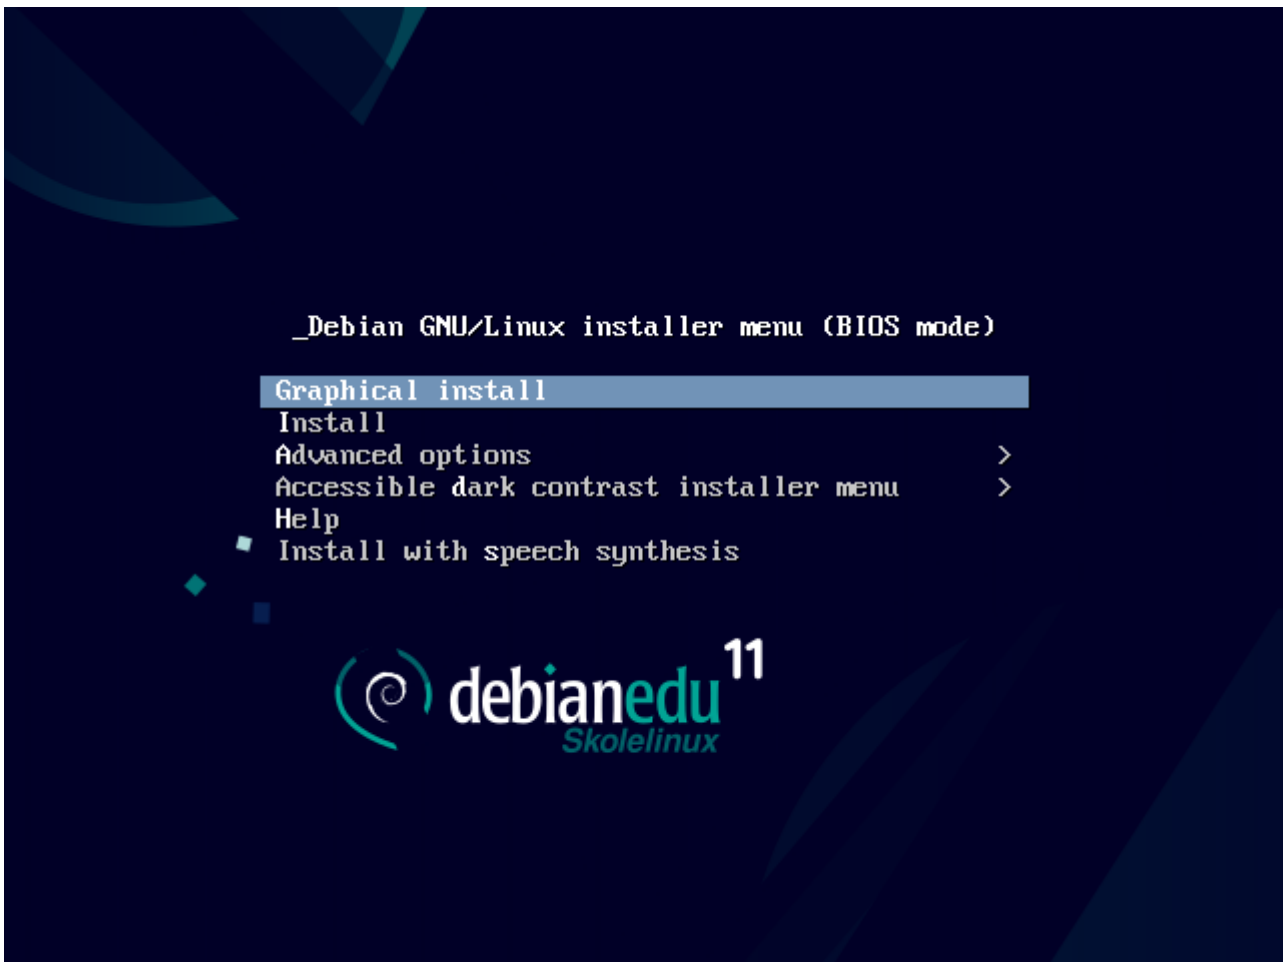 _Debian GNU/Linux installer menu (BIOS mode)
Graphical install
Install
Advanced options >
Accessible dark contrast installer menu >
Help
Install with speech synthesis
debianedu 11
Skolelinux